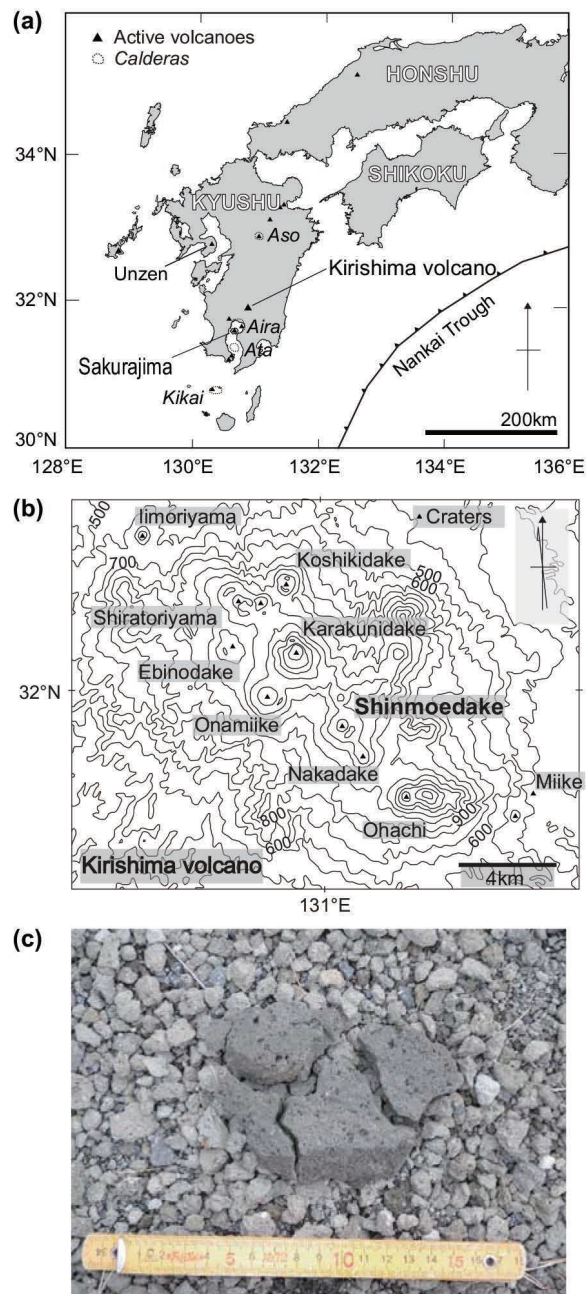 (a)
▲ Active volcanoes
Calderas
HONSHU
34°N
SHIKOKU
KYUSHU
Aso
Unzen
Kirishima volcano
32°N
Aira
Sakurajima
Ata
Nankai Trough
Kikai
200km
30°N
128°E 130°E 132°E 134°E 136°E
(b)
500
Iimoriyama
▲ Craters
700
Koshikidake
500
600
Shiratoriyama
Karakunidake
Ebinodake
32°N
Shinmoedake
Onamiike
Nakadake
Miike
800
900
600
600
Ohachi
Kirishima volcano
4km
131°E
(c)
5
10
15